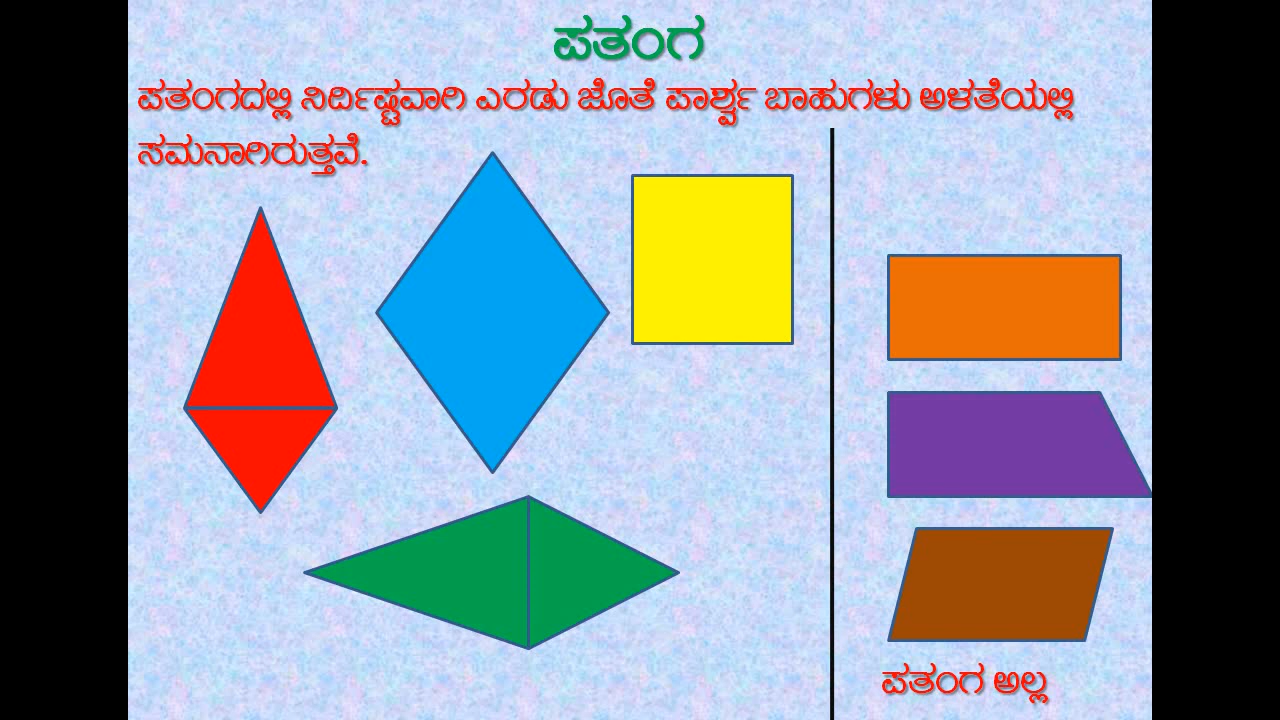 ಪತಂಗ
ಪತಂಗದಲ್ಲಿ ನಿರ್ದಿಷ್ಟವಾಗಿ ಎರಡು ಜೊತೆ ಪಾರ್ಶ್ವ ಬಾಹುಗಳು ಅಳತೆಯಲ್ಲಿ
ಸಮನಾಗಿರುತ್ತವೆ.
ಪತಂಗ ಅಲ್ಲ